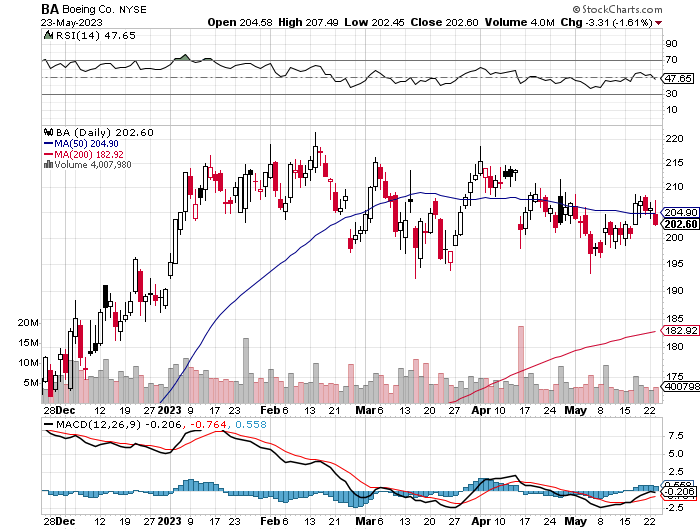 BA Boeing Co. NYSE © StockCharts.com
23-May-2023 Open 204.58 High 207.49 Low 202.45 Close 202.60 Volume 4.0M Chg -3.31 (-1.61%)
RSI(14) 47.65
90
70
47.65
30
10
BA (Daily) 202.60
MA(50) 204.90
MA(200) 182.92
Volume 4,007,980
220
215
210
204.90
202.60
200
195
190
185
182.92
180
175
400798
20M
15M
10M
5M
28 Dec 12 19 27 2023 9 17 23 Feb 6 13 21 Mar 6 13 20 27 Apr 10 17 24 May 8 15 22
MACD(12,26,9) -0.206, -0.764, 0.558
7.5
5.0
2.5
0.558
-0.206
-2.5
28 Dec 12 19 27 2023 9 17 23 Feb 6 13 21 Mar 6 13 20 27 Apr 10 17 24 May 8 15 22